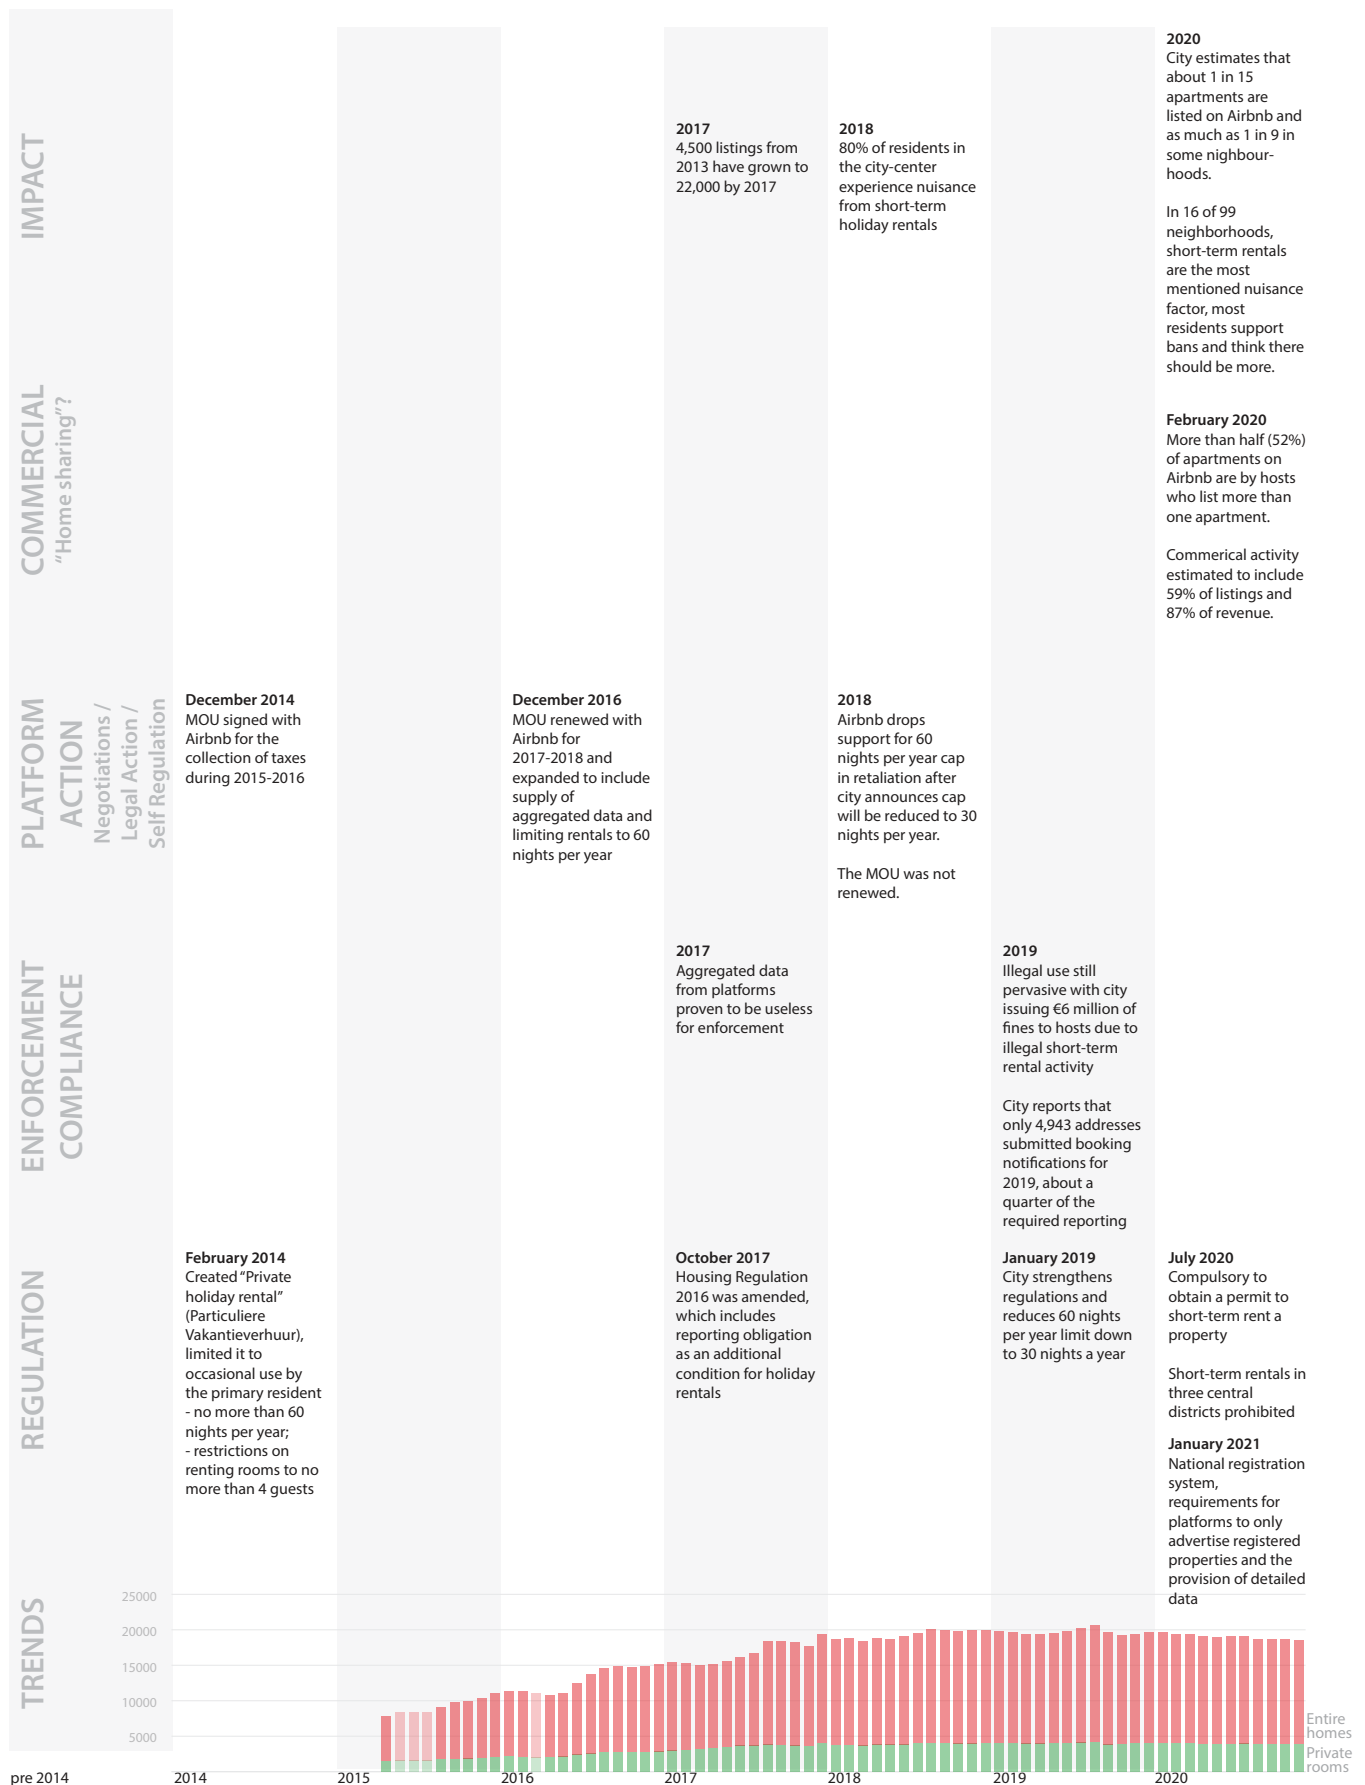 IMPACT
2017
4,500 listings from
2013 have grown to
22,000 by 2017
2018
80% of residents in
the city-center
experience nuisance
from short-term
holiday rentals
2020
City estimates that
about 1 in 15
apartments are
listed on Airbnb and
as much as 1 in 9 in
some nighbour-
hoods.
In 16 of 99
neighborhoods,
short-term rentals
are the most
mentioned nuisance
factor, most
residents support
bans and think there
should be more.
COMMERCIAL
"Home sharing"?
February 2020
More than half (52%)
of apartments on
Airbnb are by hosts
who list more than
one apartment.
Commerical activity
estimated to include
59% of listings and
87% of revenue.
PLATFORM
ACTION
Negotiations /
Legal Action /
Self Regulation
December 2014
MOU signed with
Airbnb for the
collection of taxes
during 2015-2016
December 2016
MOU renewed with
Airbnb for
2017-2018 and
expanded to include
supply of
aggregated data and
limiting rentals to 60
nights per year
2018
Airbnb drops
support for 60
nights per year cap
in retaliation after
city announces cap
will be reduced to 30
nights per year.
The MOU was not
renewed.
ENFORCEMENT
COMPLIANCE
2017
Aggregated data
from platforms
proven to be useless
for enforcement
2019
Illegal use still
pervasive with city
issuing €6 million of
fines to hosts due to
illegal short-term
rental activity
City reports that
only 4,943 addresses
submitted booking
notifications for
2019, about a
quarter of the
required reporting
REGULATION
February 2014
Created "Private
holiday rental"
(Particuliere
Vakantieverhuur),
limited it to
occasional use by
the primary resident
- no more than 60
nights per year;
- restrictions on
renting rooms to no
more than 4 guests
October 2017
Housing Regulation
2016 was amended,
which includes
reporting obligation
as an additional
condition for holiday
rentals
January 2019
City strengthens
regulations and
reduces 60 nights
per year limit down
to 30 nights a year
July 2020
Compulsory to
obtain a permit to
short-term rent a
property
Short-term rentals in
three central
districts prohibited
January 2021
National registration
system,
requirements for
platforms to only
advertise registered
properties and the
provision of detailed
data
TRENDS
25000
20000
15000
10000
5000
Entire
homes
Private
rooms
pre 2014
2014
2015
2016
2017
2018
2019
2020